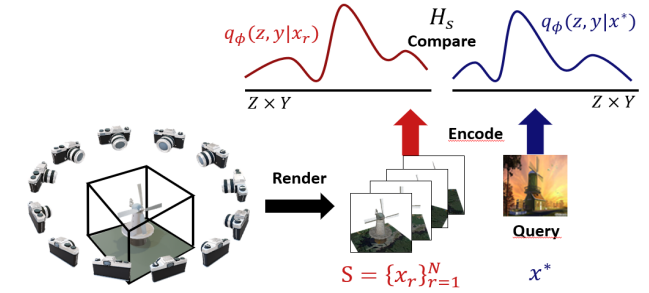 q_ϕ(z, y|x_r)
H_s
Compare
q_ϕ(z, y|x*)
Z × Y
Z × Y
Encode
Render
Query
S = {x_r}_{r=1}^N
x*